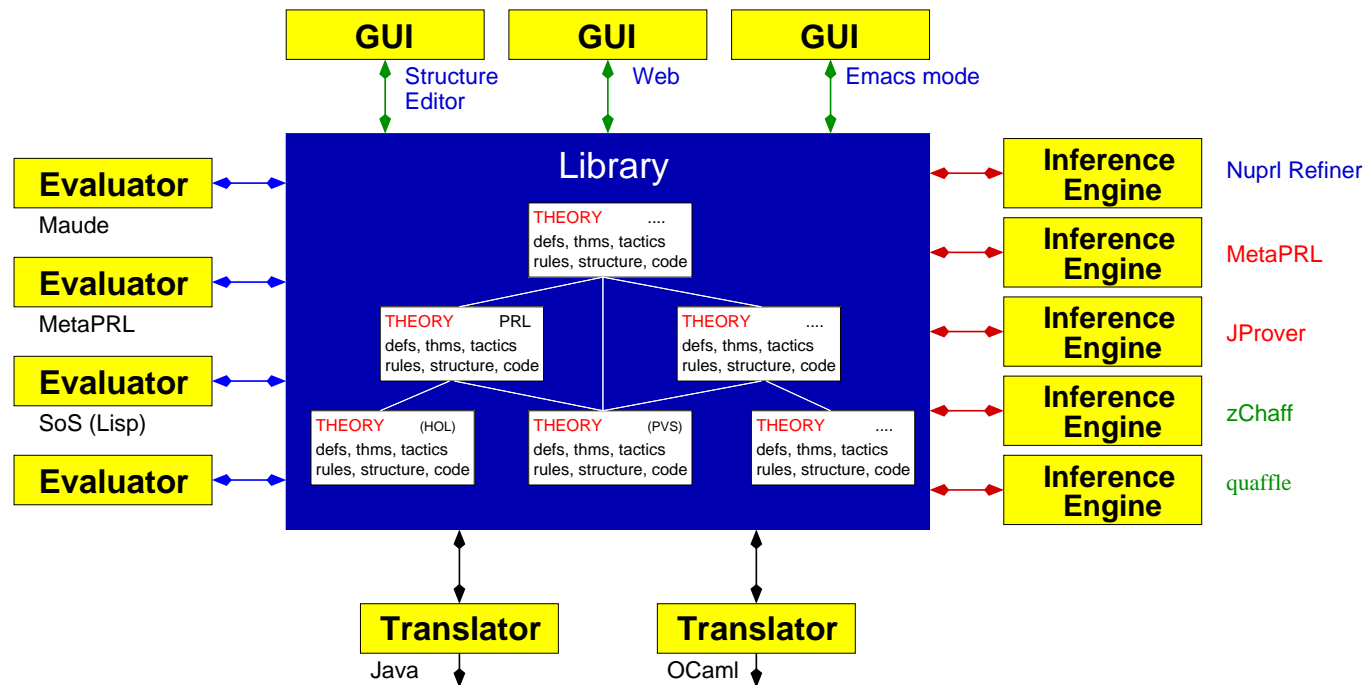 GUI
GUI
GUI
Structure
Editor
Web
Emacs mode
Library
Evaluator
Maude
Evaluator
MetaPRL
Evaluator
SoS (Lisp)
Evaluator
THEORY ....
defs, thms, tactics
rules, structure, code
THEORY PRL
defs, thms, tactics
rules, structure, code
THEORY ....
defs, thms, tactics
rules, structure, code
THEORY (HOL)
defs, thms, tactics
rules, structure, code
THEORY (PVS)
defs, thms, tactics
rules, structure, code
THEORY ....
defs, thms, tactics
rules, structure, code
Inference
Engine
Nuprl Refiner
Inference
Engine
MetaPRL
Inference
Engine
JProver
Inference
Engine
zChaff
Inference
Engine
quaffle
Translator
Java
Translator
OCaml